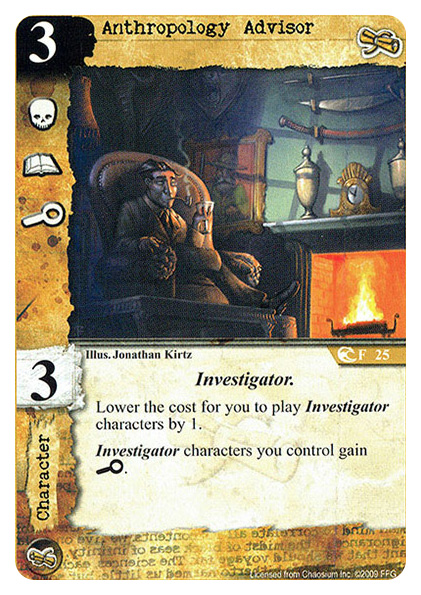 3
Anthropology Advisor
Illus. Jonathan Kirtz
F 25
3
Investigator.
Lower the cost for you to play Investigator
characters by 1.
Investigator characters you control gain
.
Character
Licensed from Chaosium Inc. ©2009 FFG